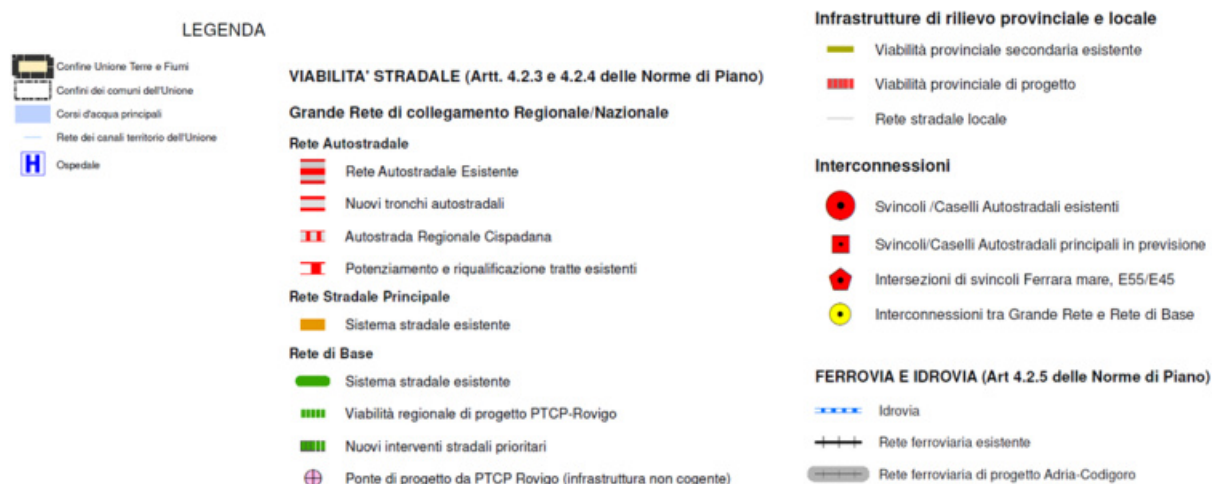 LEGENDA
Confine Unione Terre e Fiumi
Confini dei comuni dell'Unione
Corsi d'acqua principali
Rete dei canali territorio dell'Unione
H Ospedale
VIABILITA' STRADALE (Artt. 4.2.3 e 4.2.4 delle Norme di Piano)
Grande Rete di collegamento Regionale/Nazionale
Rete Autostradale
Rete Autostradale Esistente
Nuovi tronchi autostradali
Autostrada Regionale Cispadana
Potenziamento e riqualificazione tratte esistenti
Rete Stradale Principale
Sistema stradale esistente
Rete di Base
Sistema stradale esistente
Viabilità regionale di progetto PTCP-Rovigo
Nuovi interventi stradali prioritari
Ponte di progetto da PTCP Rovigo (infrastruttura non cogente)
Infrastrutture di rilievo provinciale e locale
Viabilità provinciale secondaria esistente
Viabilità provinciale di progetto
Rete stradale locale
Interconnessioni
Svincoli /Caselli Autostradali esistenti
Svincoli/Caselli Autostradali principali in previsione
Intersezioni di svincoli Ferrara mare, E55/E45
Interconnessioni tra Grande Rete e Rete di Base
FERROVIA E IDROVIA (Art 4.2.5 delle Norme di Piano)
Idrovia
Rete ferroviaria esistente
Rete ferroviaria di progetto Adria-Codigoro